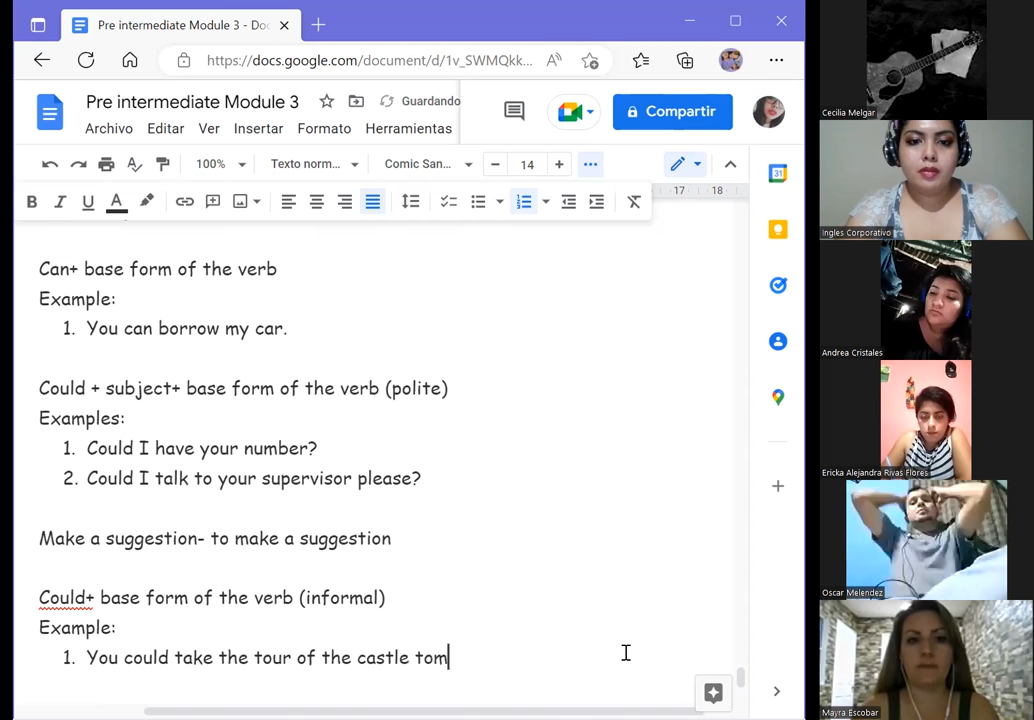 Pre intermediate Module 3 - Doc
https://docs.google.com/document/d/1v_SWMQkk...
Pre intermediate Module 3
Guardando
Compartir
Archivo Editar Ver Insertar Formato Herramientas
100% Texto norm... Comic San... 14
17 18
31
Can+ base form of the verb
Example:
1. You can borrow my car.
Could + subject+ base form of the verb (polite)
Examples:
1. Could I have your number?
2. Could I talk to your supervisor please?
Make a suggestion- to make a suggestion
Could+ base form of the verb (informal)
Example:
1. You could take the tour of the castle tom
Cecilia Melgar
Ingles Corporativo
Andrea Cristales
Ericka Alejandra Rivas Flores
Oscar Melendez
Mayra Escobar